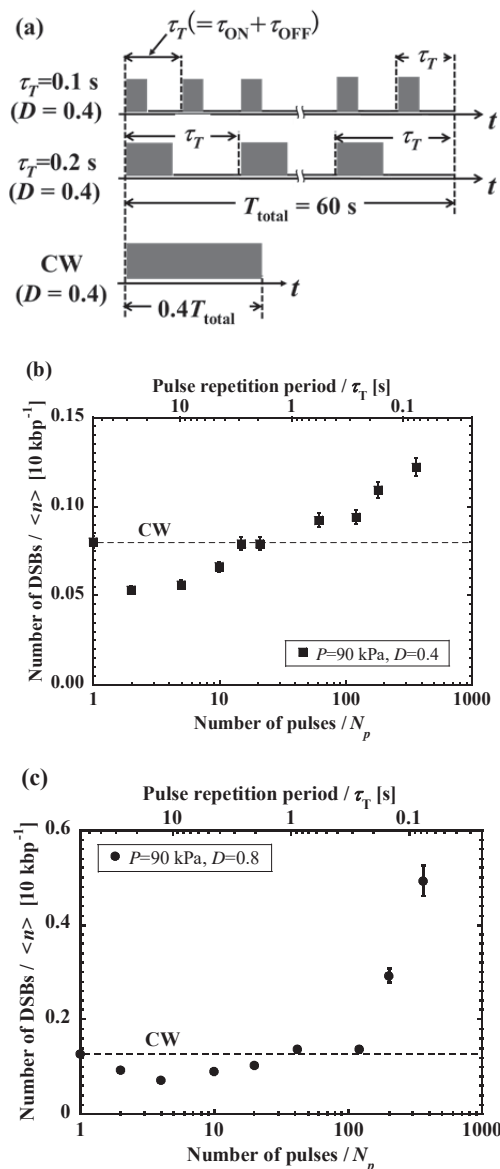 (a)
τT(=τON+τOFF)
τT=0.1 s
(D = 0.4)
τT
t
τT=0.2 s
(D = 0.4)
τT
τT
t
Ttotal = 60 s
CW
(D = 0.4)
t
0.4Ttotal
(b)
Pulse repetition period / τT [s]
10 1 0.1
Number of DSBs / <n> [10 kbp-1]
0.15
0.10
0.05
0.00
CW
P=90 kPa, D=0.4
1 10 100 1000
Number of pulses / Np
(c)
Pulse repetition period / τT [s]
10 1 0.1
Number of DSBs / <n> [10 kbp-1]
0.6
0.4
0.2
0
P=90 kPa, D=0.8
CW
1 10 100 1000
Number of pulses / Np